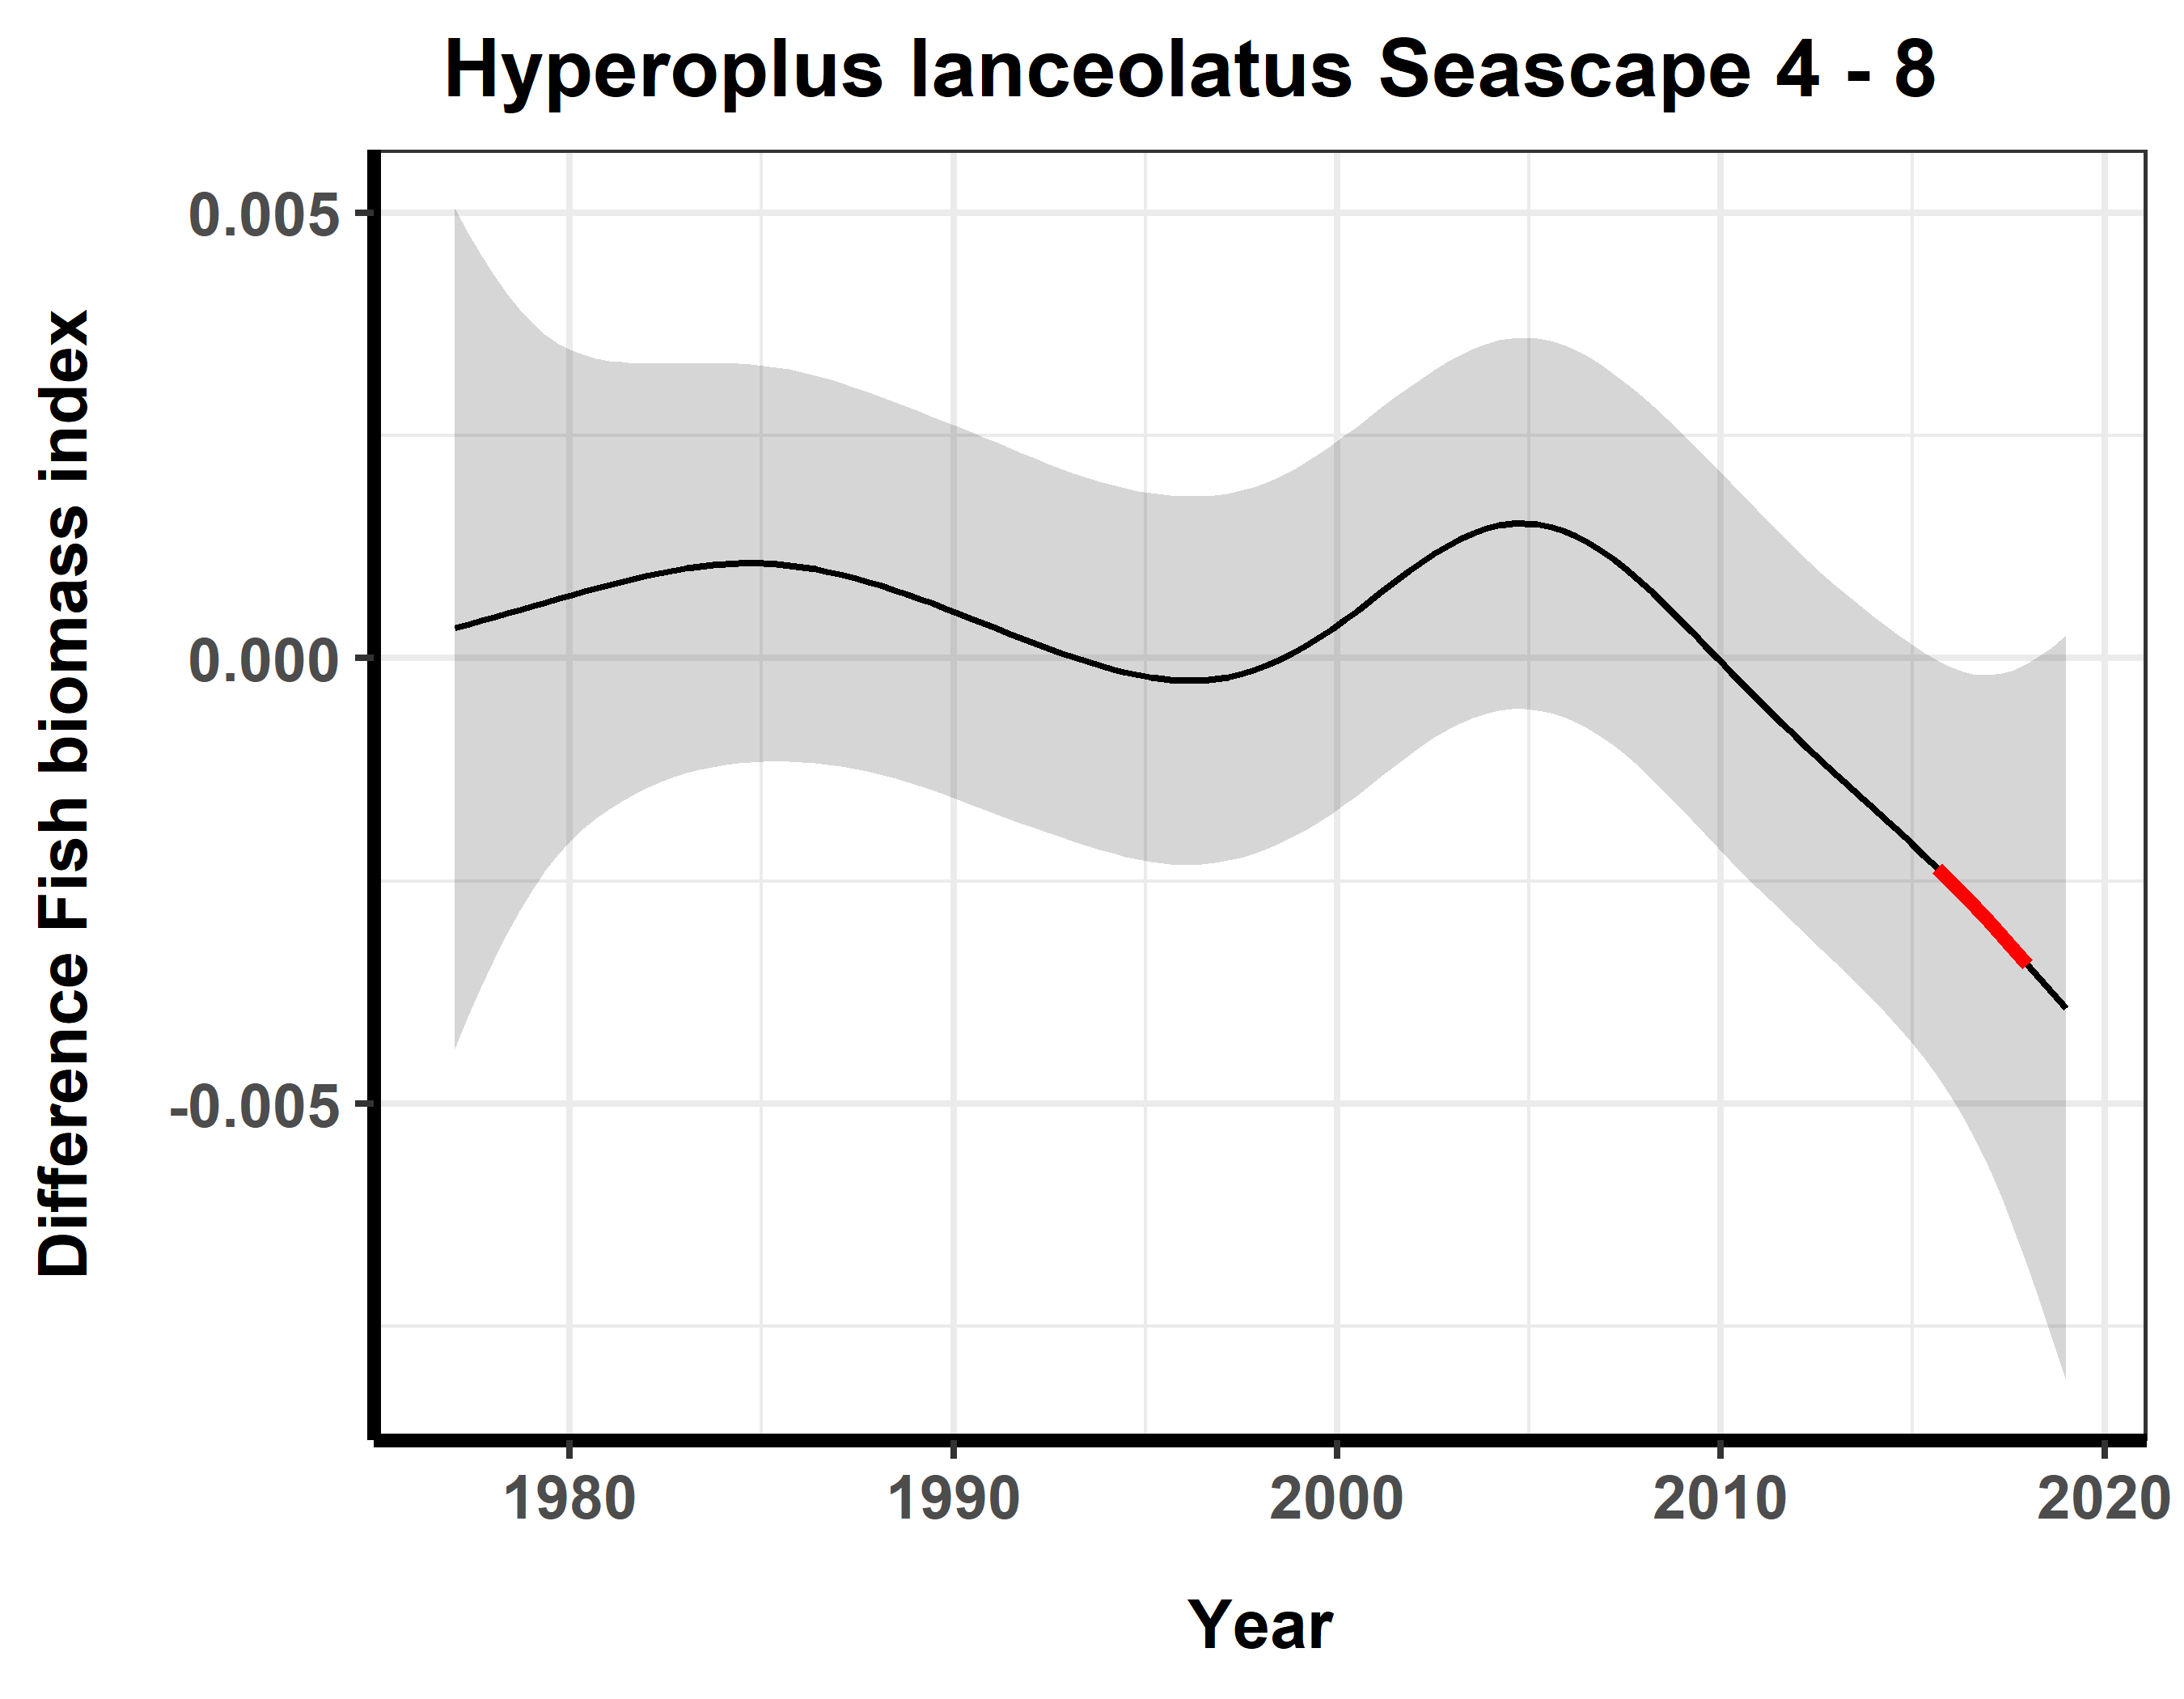 Hyperoplus lanceolatus Seascape 4 - 8
Difference Fish biomass index
0.005
0.000
-0.005
1980 1990 2000 2010 2020
Year